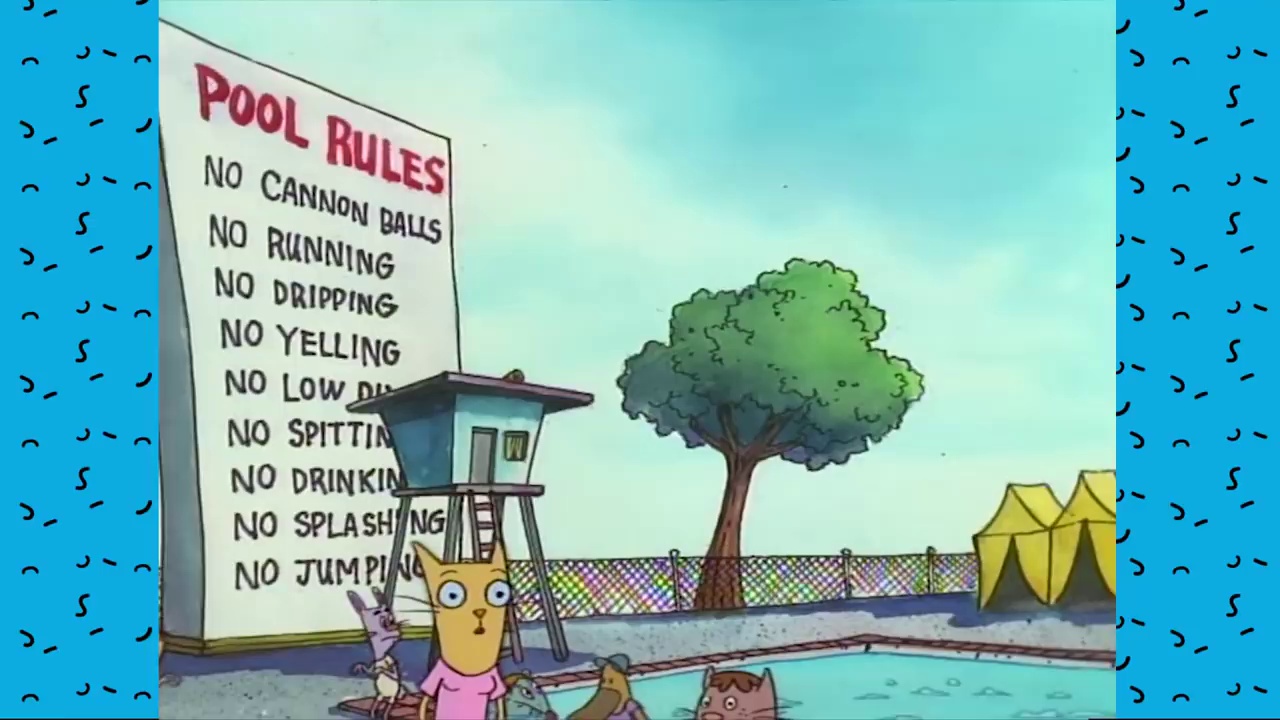 POOL RULES
NO CANNON BALLS
NO RUNNING
NO DRIPPING
NO YELLING
NO LOW
NO SPITTIN
NO DRINKIN
NO SPLASHING
NO JUMPING